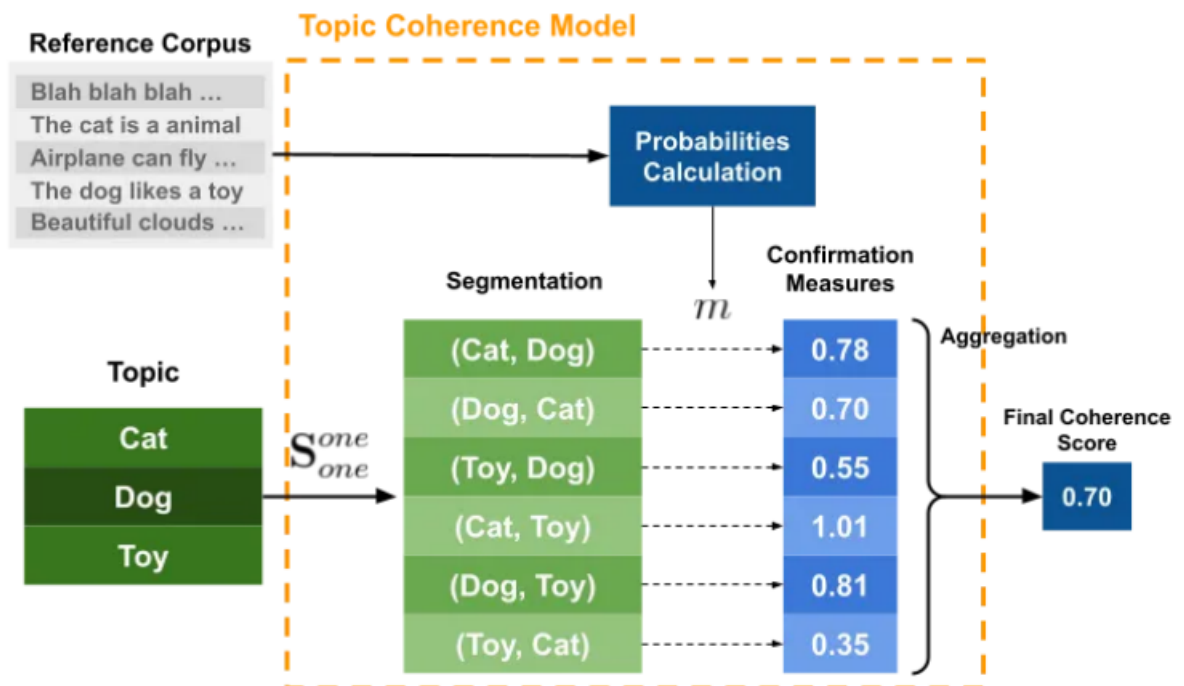 Topic Coherence Model
Reference Corpus
Blah blah blah ...
The cat is a animal
Airplane can fly ...
The dog likes a toy
Beautiful clouds ...
Probabilities
Calculation
Segmentation
m
Confirmation
Measures
(Cat, Dog)
0.78
(Dog, Cat)
0.70
(Toy, Dog)
0.55
(Cat, Toy)
1.01
(Dog, Toy)
0.81
(Toy, Cat)
0.35
Aggregation
Topic
Cat
Dog
Toy
S one one
Final Coherence
Score
0.70